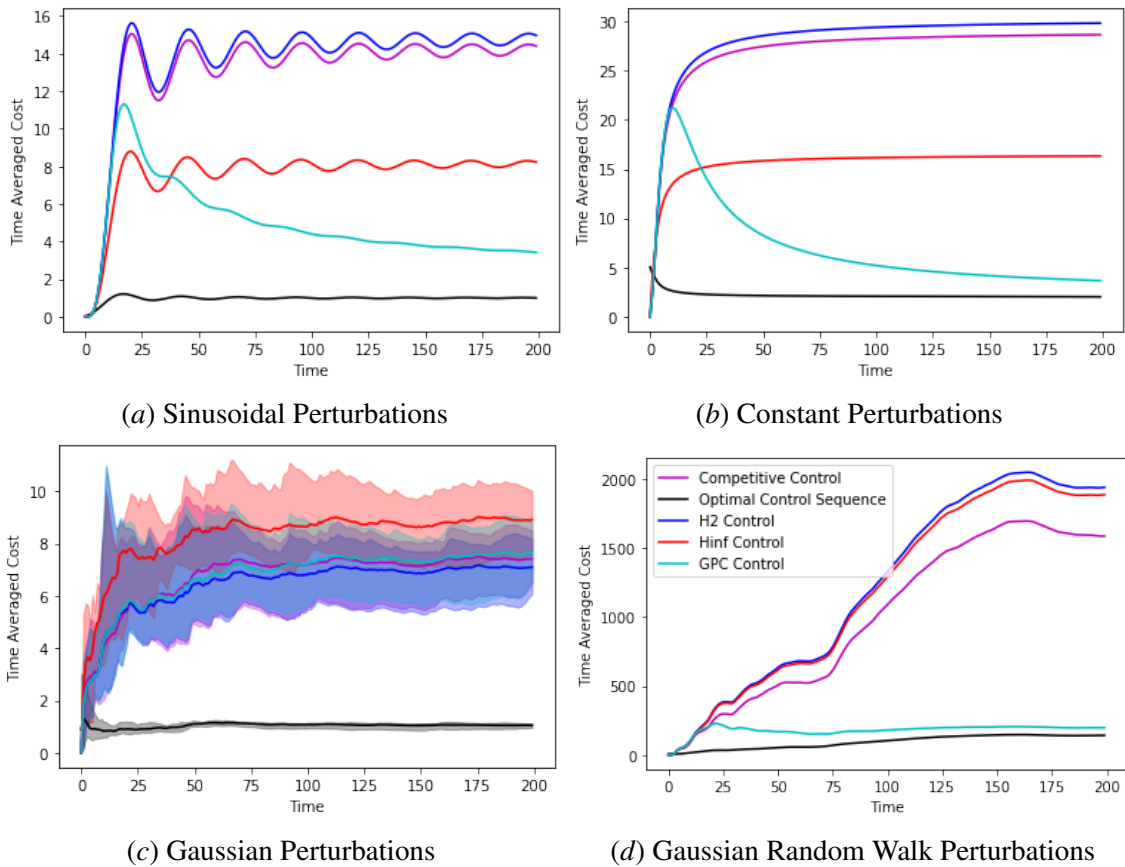 16
14
12
10
8
6
4
2
0
Time Averaged Cost
0 25 50 75 100 125 150 175 200
Time
(a) Sinusoidal Perturbations
30
25
20
15
10
5
0
Time Averaged Cost
0 25 50 75 100 125 150 175 200
Time
(b) Constant Perturbations
10
8
6
4
2
0
Time Averaged Cost
0 25 50 75 100 125 150 175 200
Time
(c) Gaussian Perturbations
2000
1500
1000
500
0
Time Averaged Cost
Competitive Control
Optimal Control Sequence
H2 Control
Hinf Control
GPC Control
0 25 50 75 100 125 150 175 200
Time
(d) Gaussian Random Walk Perturbations